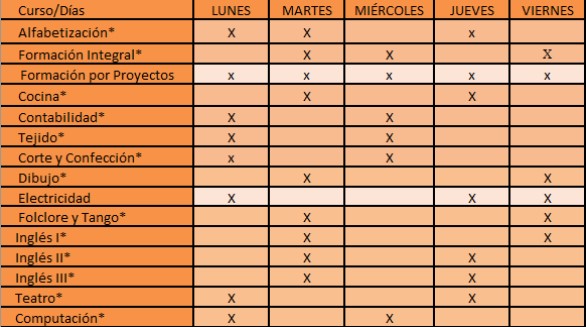 Curso/Días LUNES MARTES MIÉRCOLES JUEVES VIERNES
Alfabetización* X X x
Formación Integral* X X X
Formación por Proyectos x x x x x
Cocina* X X
Contabilidad* X X
Tejido* X X
Corte y Confección* x X
Dibujo* X X
Electricidad X X X
Folclore y Tango* X X
Inglés I* X X
Inglés II* X X
Inglés III* X X
Teatro* X X
Computación* X X